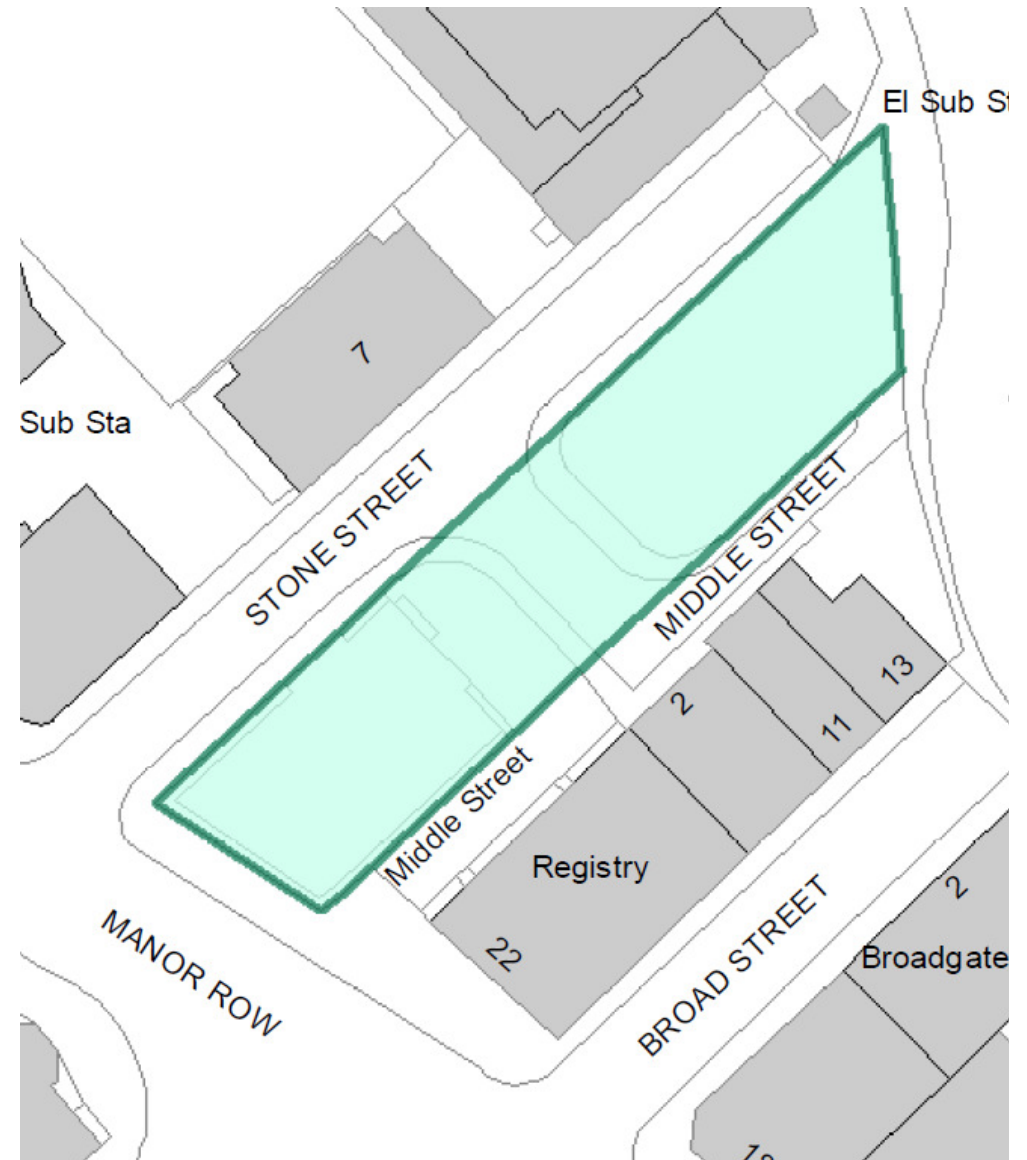 El Sub St
7
Sub Sta
STONE STREET
MIDDLE STREET
2
13
11
Middle Street
Registry
22
2
Broadgate
MANOR ROW
BROAD STREET